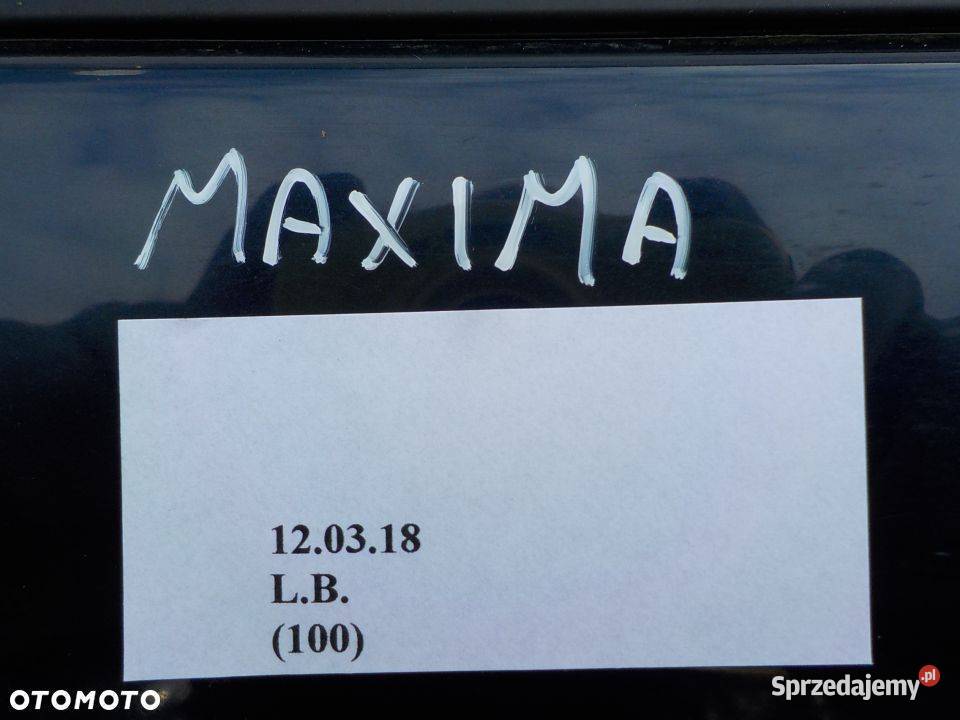 MAXIMA
12.03.18
L.B.
(100)
OTOMOTO
Sprzedajemy.pl